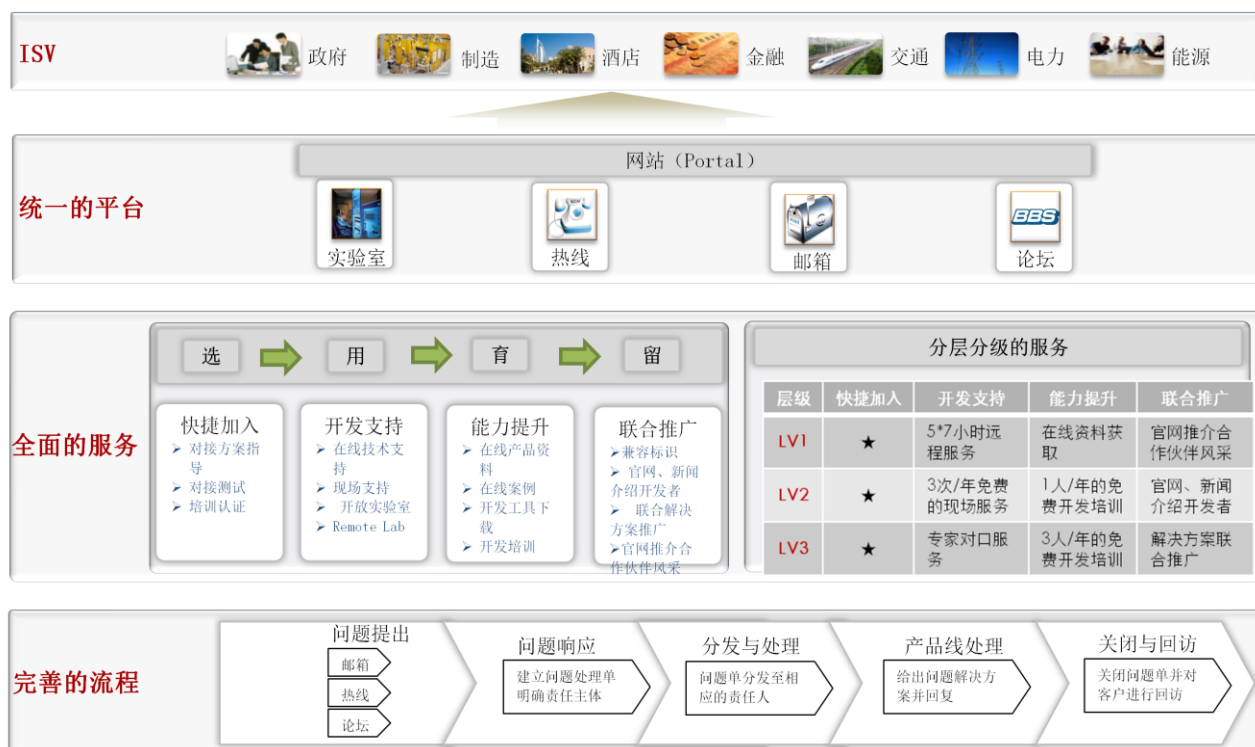 ISV
政府
制造
酒店
金融
交通
电力
能源
统一的平台
网站（Portal）
实验室
热线
邮箱
BBS
论坛
全面的服务
选
用
育
留
快捷加入
对接方案指
导
对接测试
培训认证
开发支持
在线技术支
持
现场支持
开放实验室
Remote Lab
能力提升
在线产品资
料
在线案例
开发工具下
载
开发培训
联合推广
兼容标识
官网、新闻
介绍开发者
联合解决
方案推广
官网推介合
作伙伴风采
分层分级的服务
层级 快捷加入 开发支持 能力提升 联合推广
LV1
★
5*7小时远
程服务
在线资料获
取
官网推介合
作伙伴风采
LV2
★
3次/年免费
的现场服务
1人/年的免
费开发培训
官网、新闻
介绍开发者
LV3
★
专家对口服
务
3人/年的免
费开发培训
解决方案联
合推广
完善的流程
问题提出
邮箱
热线
论坛
问题响应
建立问题处理单
明确责任主体
分发与处理
问题单分发至相
应的责任人
产品线处理
给出问题解决方
案并回复
关闭与回访
关闭问题单并对
客户进行回访